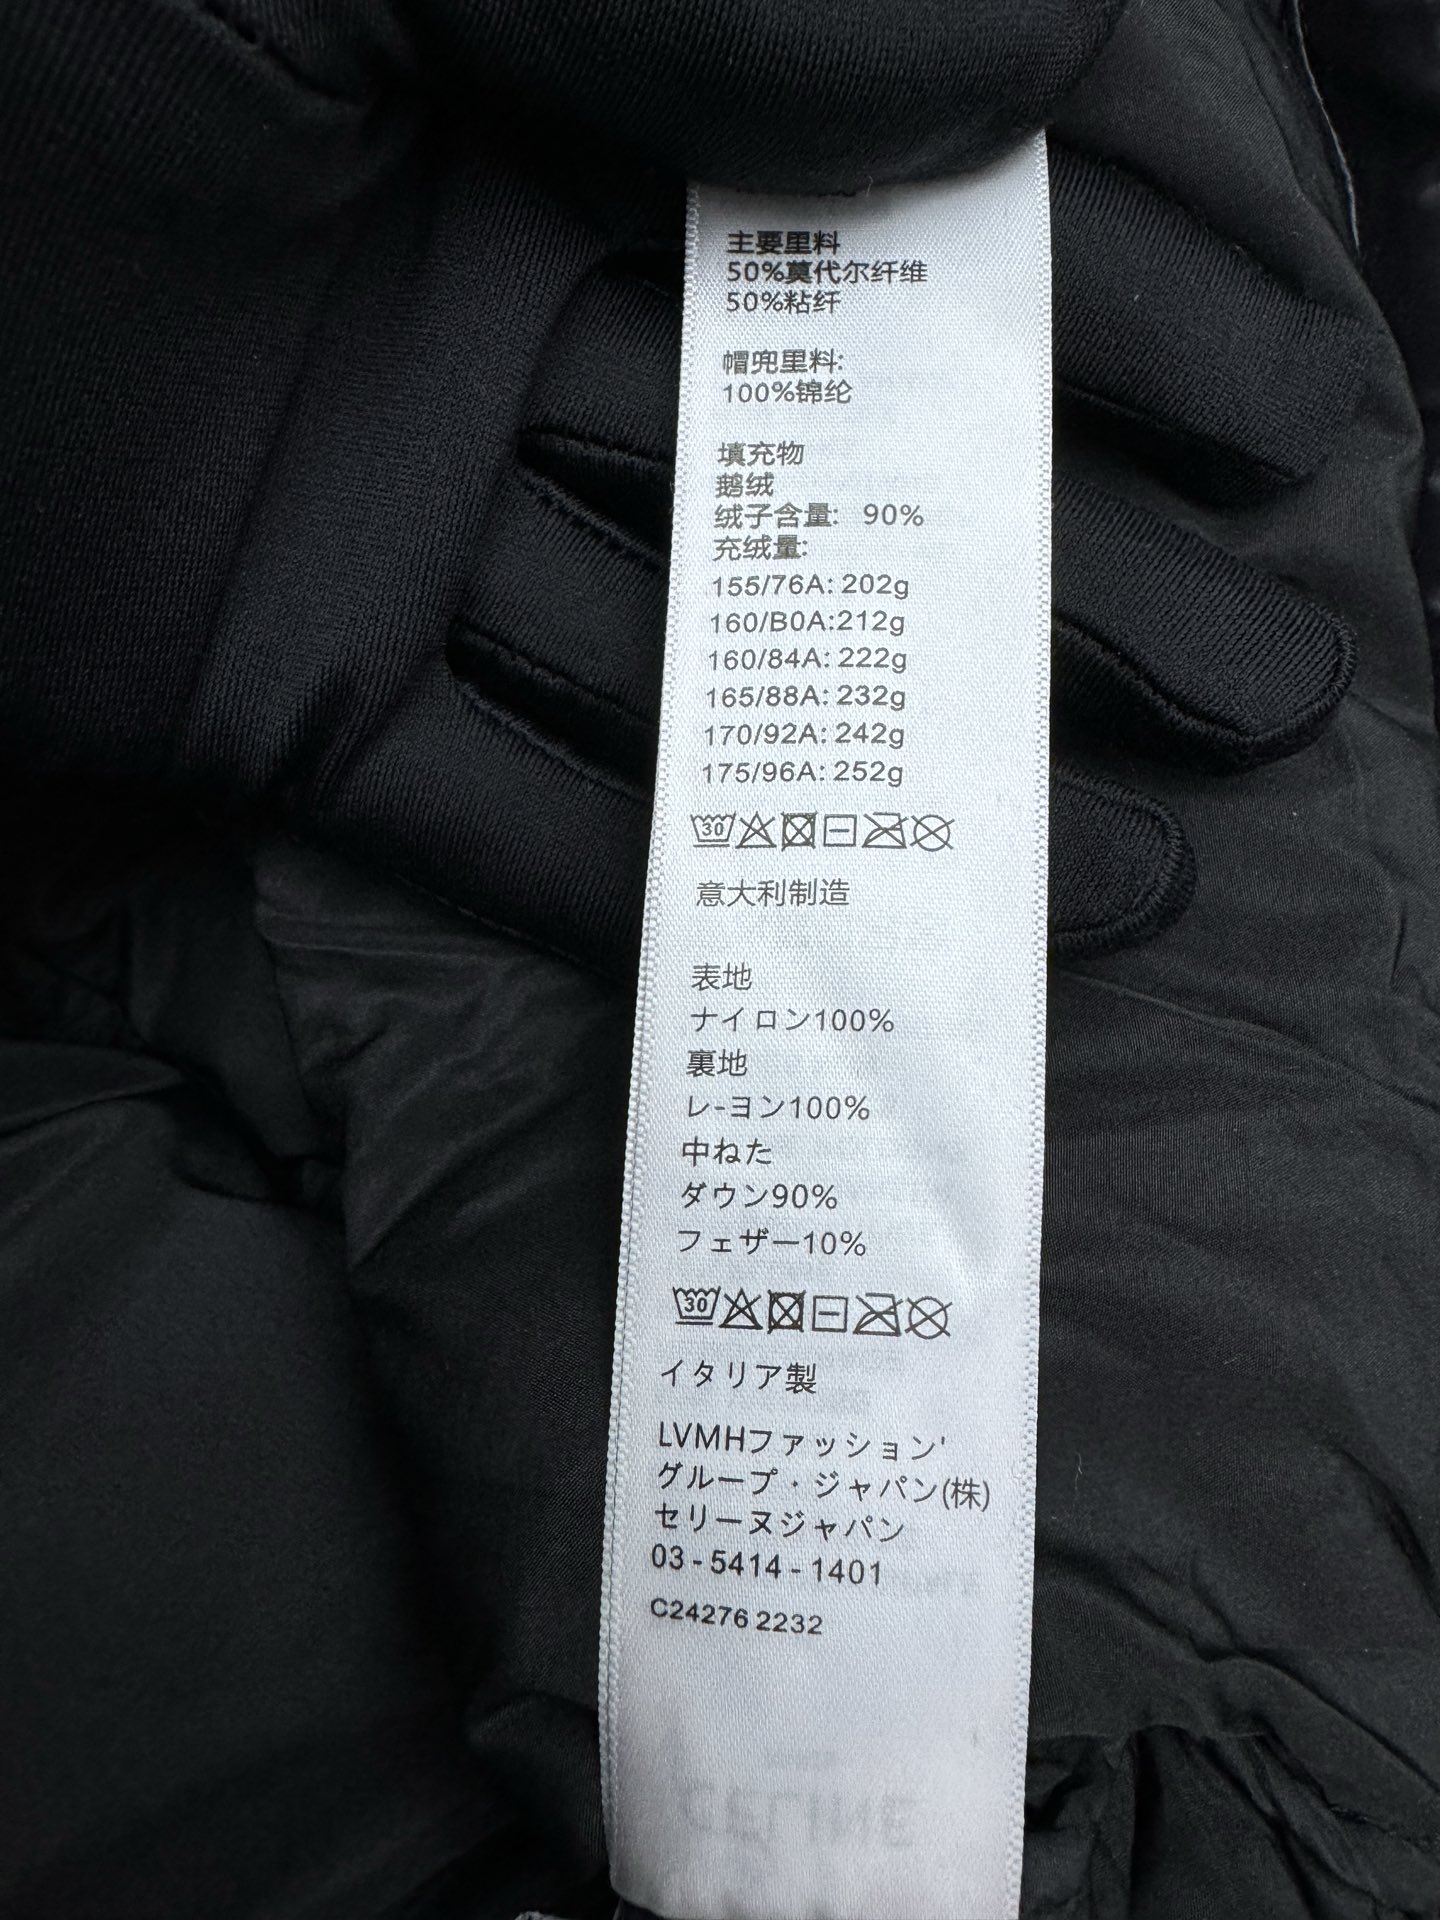 主要里料
50%莫代尔纤维
50%粘纤
帽兜里料:
100%锦纶
填充物
鹅绒
绒子含量: 90%
充绒量:
155/76A: 202g
160/B0A:212g
160/84A: 222g
165/88A: 232g
170/92A: 242g
175/96A: 252g
30
意大利制造
表地
ナイロン100%
裏地
レ-ヨン100%
中わた
ダウン90%
フェザー10%
30
イタリア製
LVMHファッション'
グループ・ジャパン(株)
セリーヌジャパン
03 - 5414 - 1401
C24276 2232